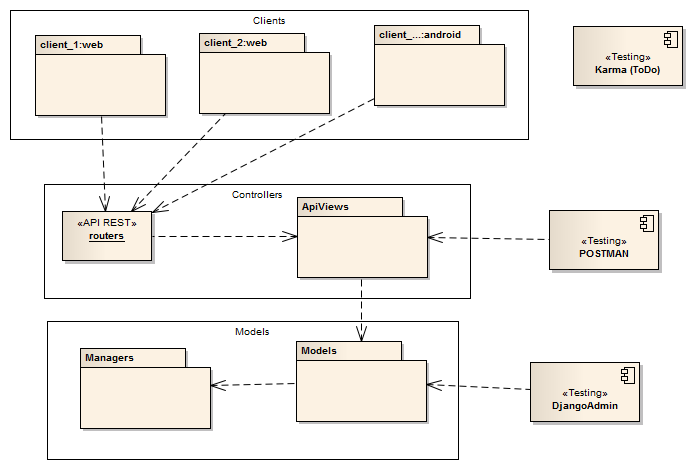 Clients
client_1:web
client_2:web
client_...:android
«Testing»
Karma (ToDo)
Controllers
«API REST»
routers
ApiViews
«Testing»
POSTMAN
Models
Managers
Models
«Testing»
DjangoAdmin